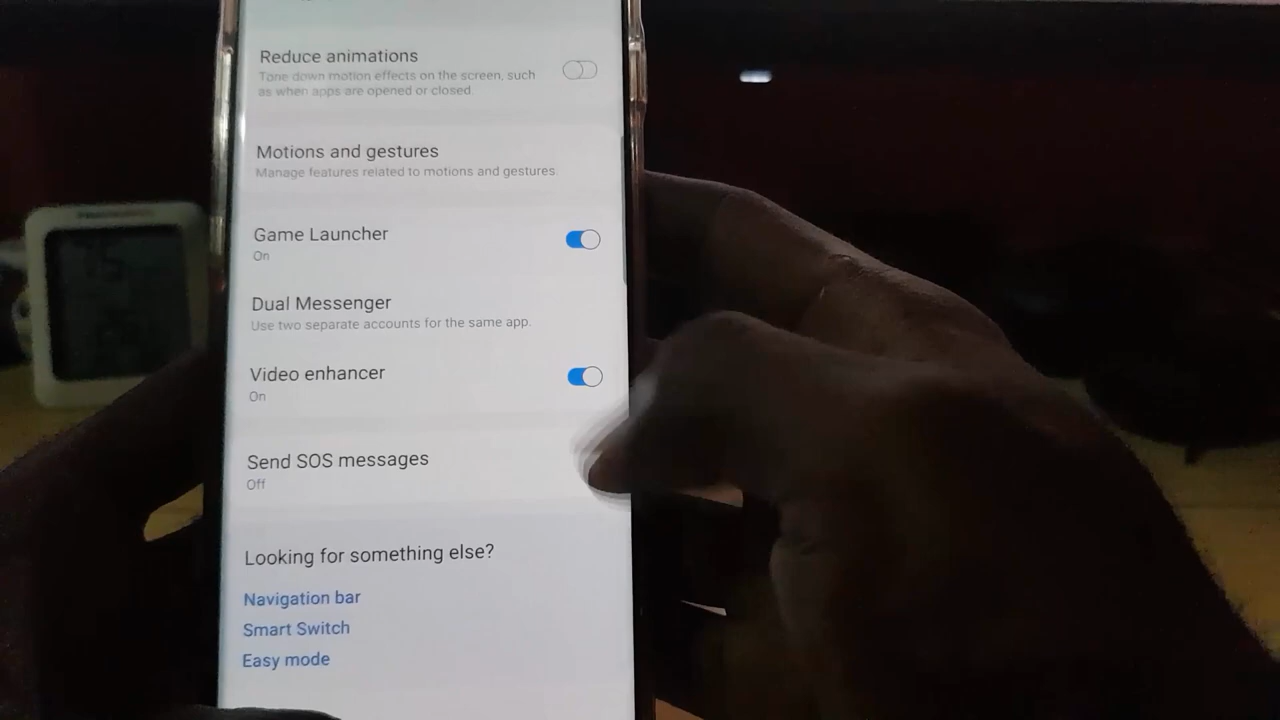 Reduce animations
Tone down motion effects on the screen, such
as when apps are opened or closed.
Motions and gestures
Manage features related to motions and gestures.
Game Launcher
On
Dual Messenger
Use two separate accounts for the same app.
Video enhancer
On
Send SOS messages
Off
Looking for something else?
Navigation bar
Smart Switch
Easy mode